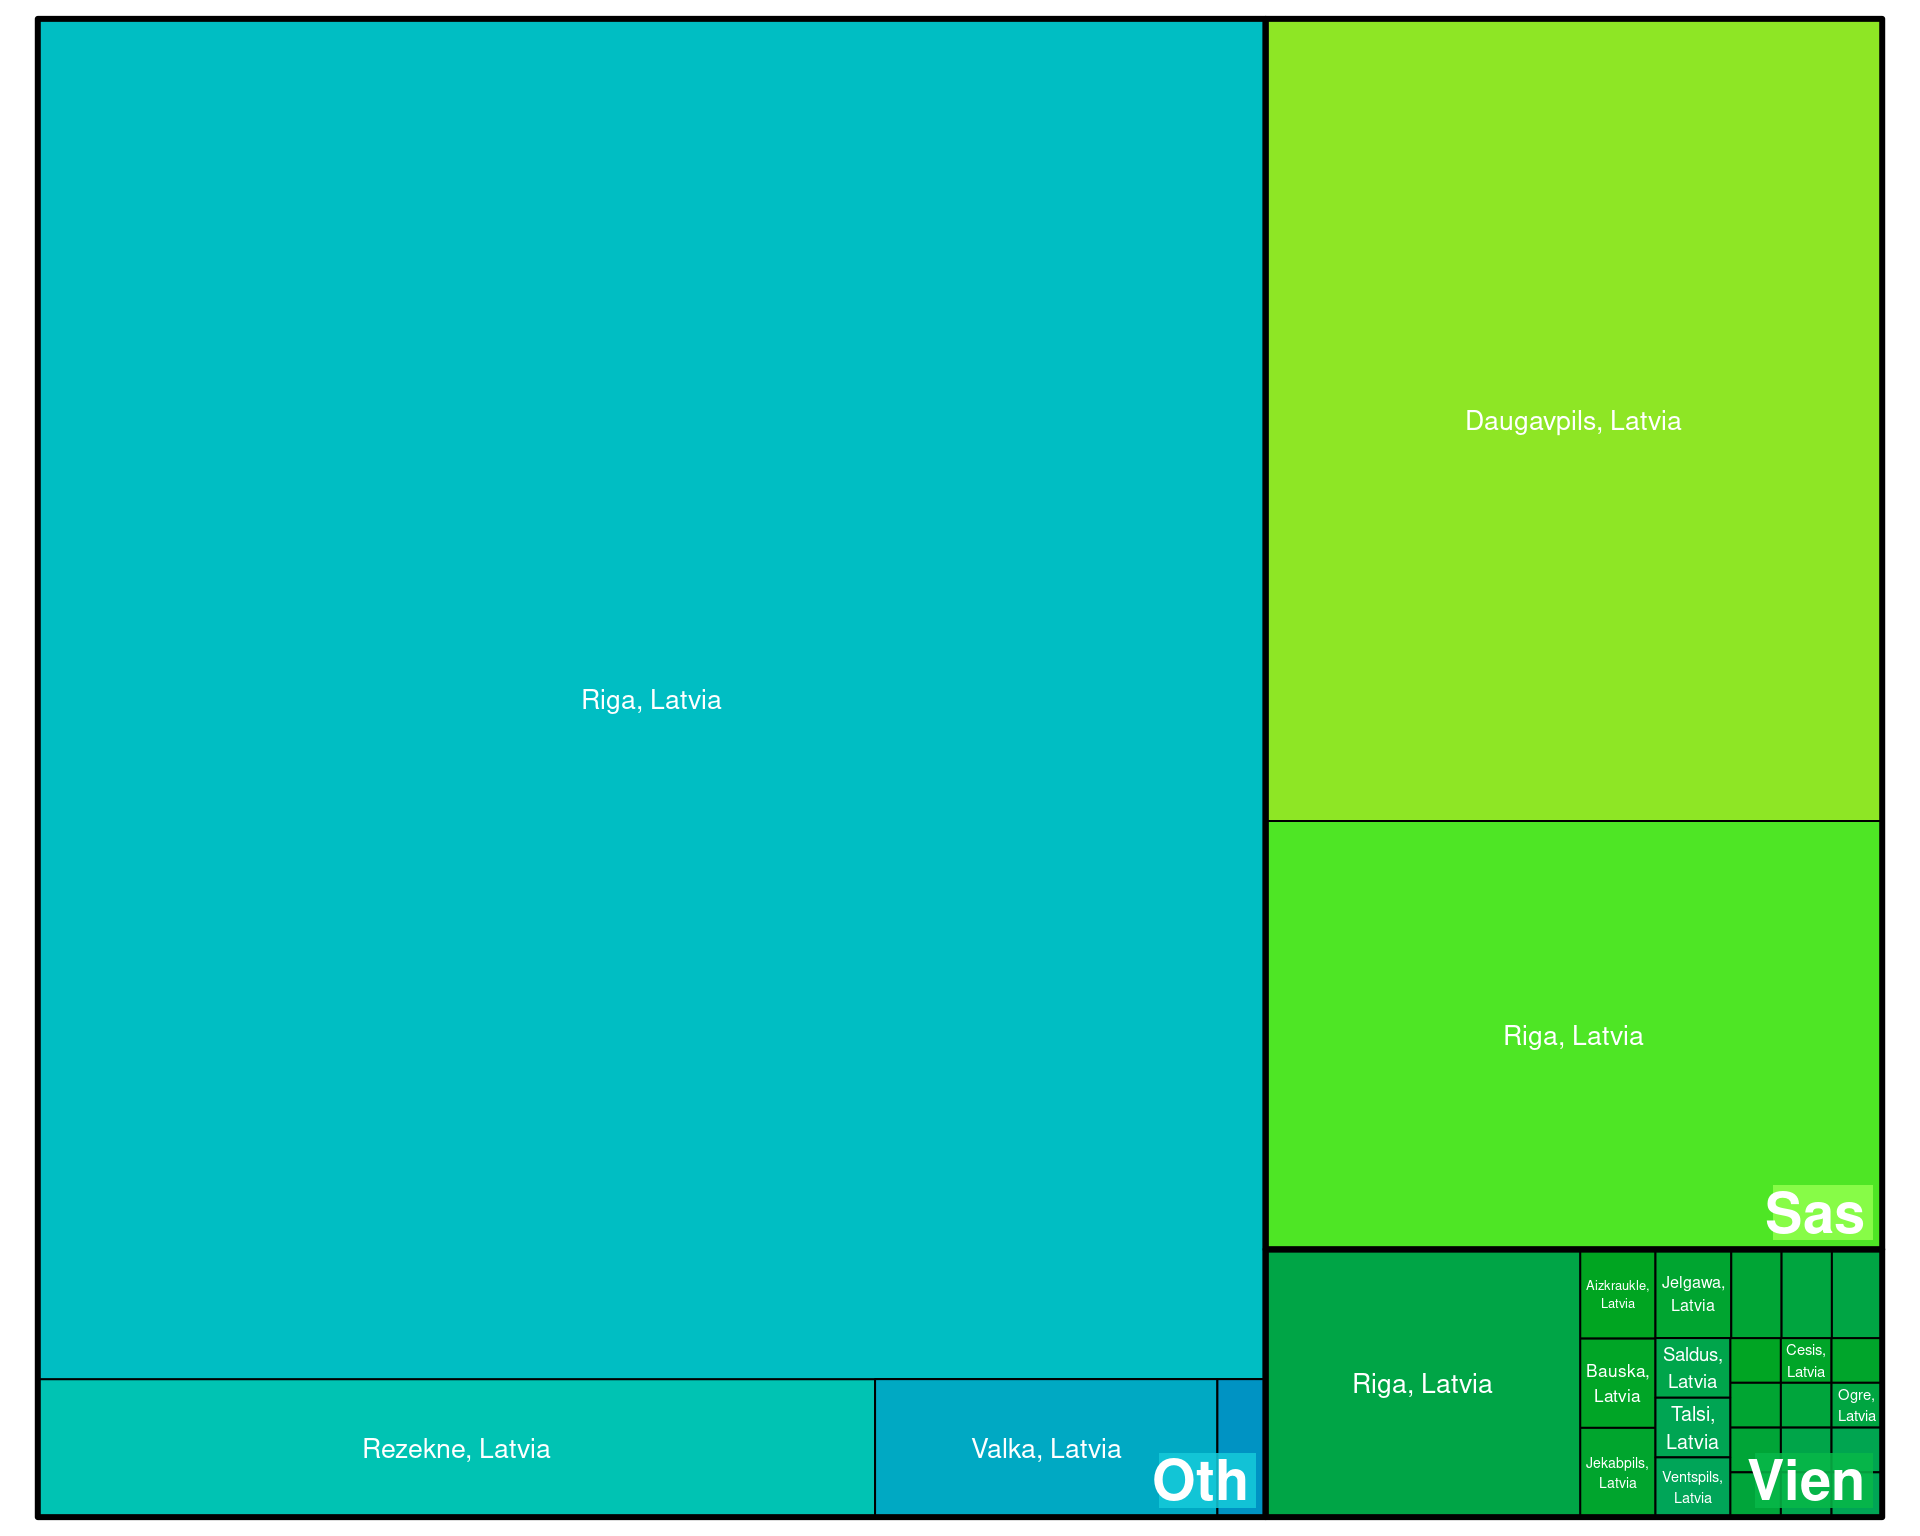 Riga, Latvia
Rezekne, Latvia
Valka, Latvia
Oth
Daugavpils, Latvia
Riga, Latvia
Sas
Riga, Latvia
Aizkraukle,
Latvia
Bauska,
Latvia
Jekabpils,
Latvia
Jelgawa,
Latvia
Saldus,
Latvia
Talsi,
Latvia
Ventspils,
Latvia
Cesis,
Latvia
Ogre,
Latvia
Vien